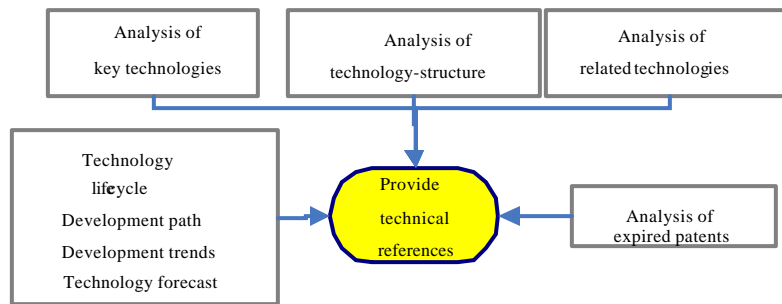 Analysis of
key technologies
Analysis of
technology-structure
Analysis of
related technologies
Technology
lifecycle
Development path
Development trends
Technology forecast
Provide
technical
references
Analysis of
expired patents